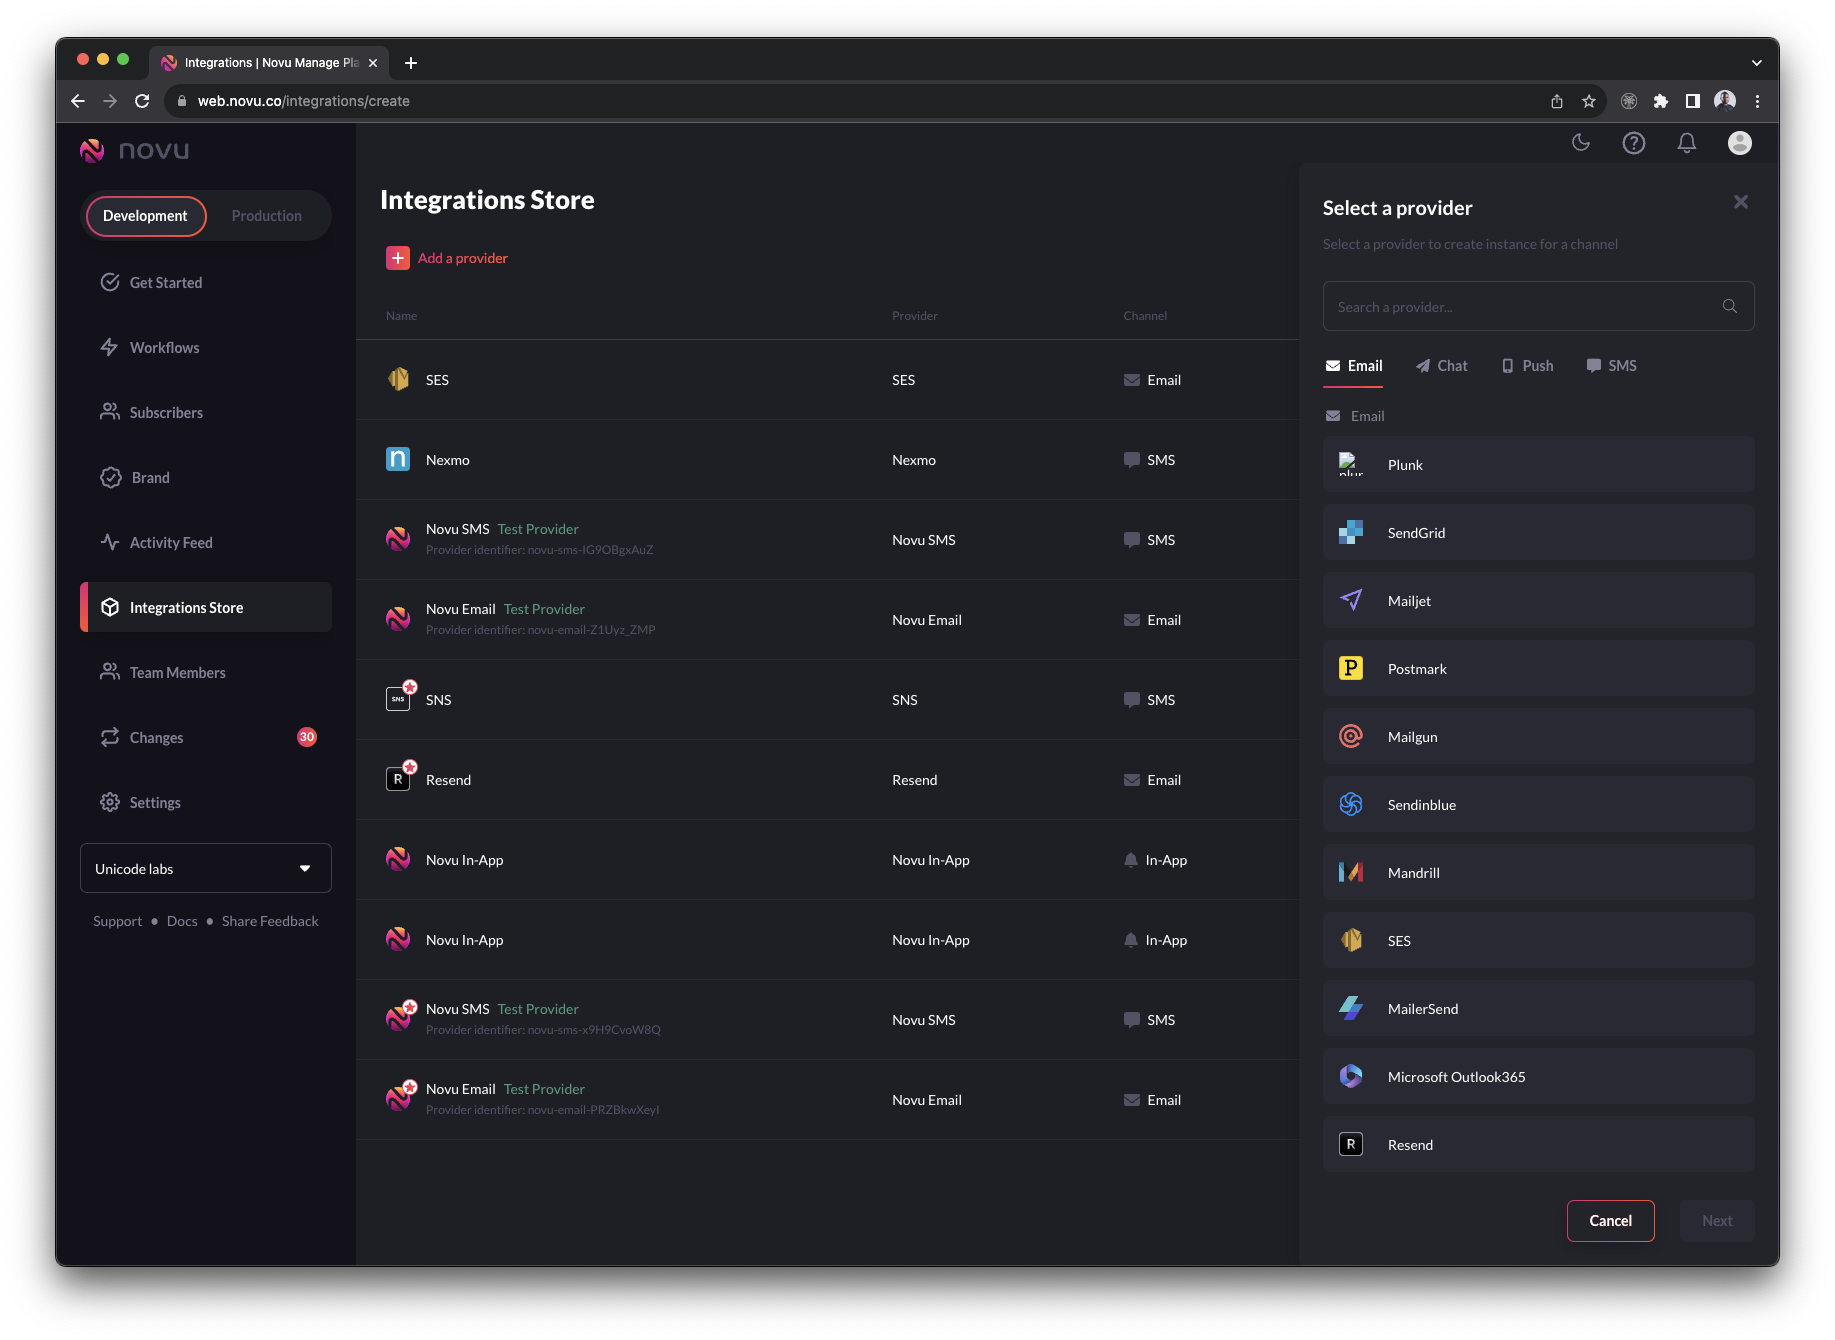 Integrations | Novu Manage Pla
web.novu.co/integrations/create
novu
Development
Production
Get Started
Workflows
Subscribers
Brand
Activity Feed
Integrations Store
Team Members
Changes
30
Settings
Unicode labs
Support • Docs • Share Feedback
Integrations Store
Add a provider
Name Provider Channel
SES SES Email
n
Nexmo Nexmo SMS
Novu SMS Test Provider
Provider identifier: novu-sms-IG9OBgxAuZ
Novu SMS SMS
Novu Email Test Provider
Provider identifier: novu-email-Z1Uyz_ZMP
Novu Email Email
SNS
SNS SNS SMS
R
Resend Resend Email
Novu In-App Novu In-App In-App
Novu In-App Novu In-App In-App
Novu SMS Test Provider
Provider identifier: novu-sms-x9H9CvoW8Q
Novu SMS SMS
Novu Email Test Provider
Provider identifier: novu-email-PRZBkwXeyI
Novu Email Email
Select a provider
Select a provider to create instance for a channel
Search a provider...
Email Chat Push SMS
Email
Plunk
SendGrid
Mailjet
P
Postmark
Mailgun
Sendinblue
Mandrill
SES
MailerSend
Microsoft Outlook365
R
Resend
Cancel
Next